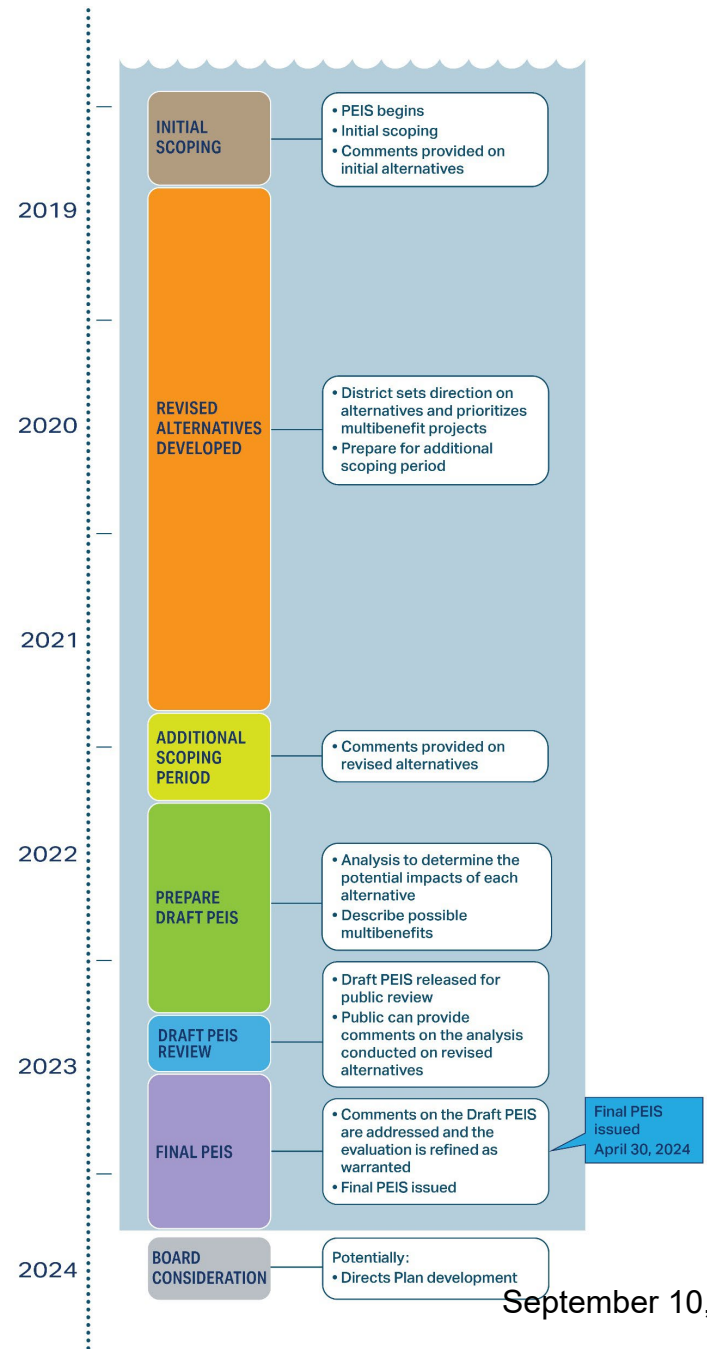 INITIAL
SCOPING
• PEIS begins
• Initial scoping
• Comments provided on
initial alternatives
2019
REVISED
ALTERNATIVES
DEVELOPED
• District sets direction on
alternatives and prioritizes
multibenefit projects
• Prepare for additional
scoping period
2020
2021
ADDITIONAL
SCOPING
PERIOD
• Comments provided on
revised alternatives
2022
PREPARE
DRAFT PEIS
• Analysis to determine the
potential impacts of each
alternative
• Describe possible
multibenefits
DRAFT PEIS
REVIEW
• Draft PEIS released for
public review
• Public can provide
comments on the analysis
conducted on revised
alternatives
2023
FINAL PEIS
• Comments on the Draft PEIS
are addressed and the
evaluation is refined as
warranted
• Final PEIS issued
Final PEIS
issued
April 30, 2024
2024
BOARD
CONSIDERATION
Potentially:
• Directs Plan development
September 10,